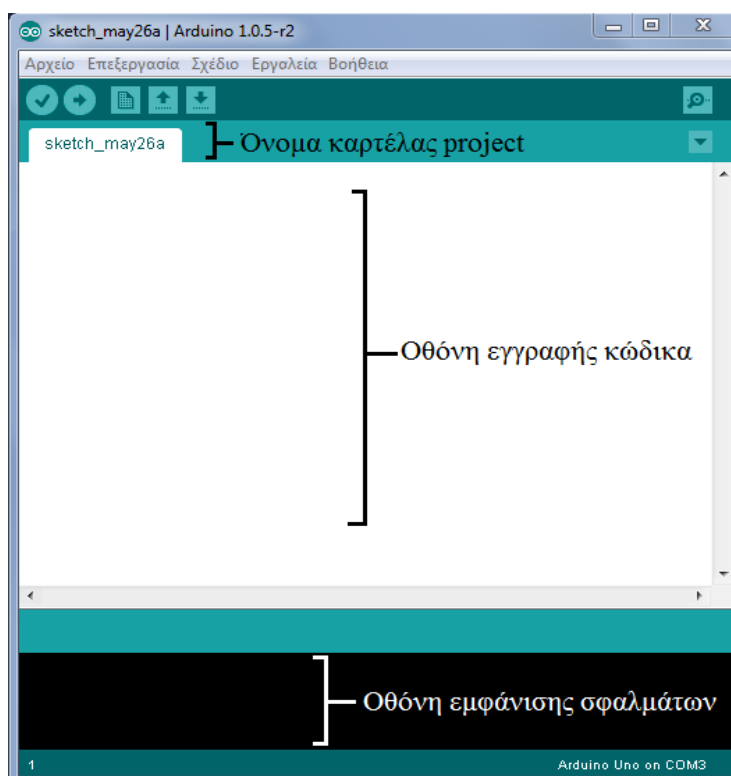 sketch_may26a | Arduino 1.0.5-r2
Αρχείο Επεξεργασία Σχέδιο Εργαλεία Βοήθεια
sketch_may26a
Όνομα καρτέλας project
Οθόνη εγγραφής κώδικα
Οθόνη εμφάνισης σφαλμάτων
1
Arduino Uno on COM3